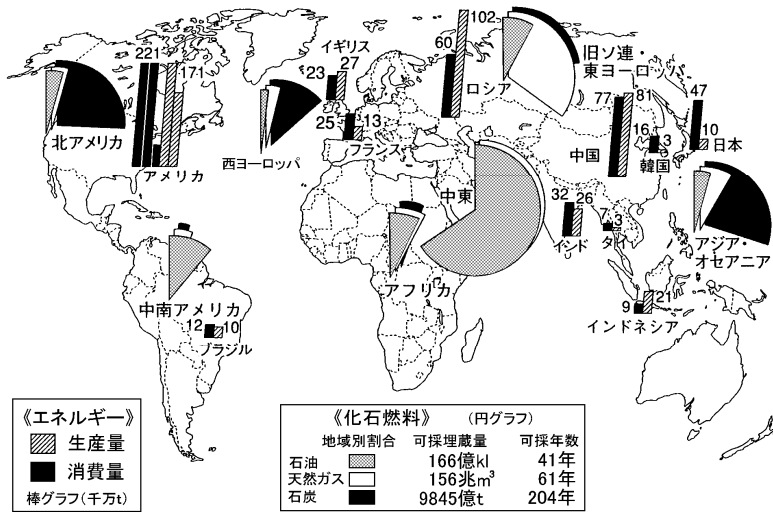 北アメリカ
221
171
アメリカ
イギリス
23
27
25
13
西ヨーロッパ
フランス
60
102
ロシア
旧ソ連・
東ヨーロッパ
77
81
中国
16
3
韓国
47
10
日本
中東
32
26
インド
7
3
タイ
アジア・
オセアニア
アフリカ
9
21
インドネシア
中南アメリカ
12
10
ブラジル
《エネルギー》
生産量
消費量
棒グラフ(千万t)
《化石燃料》 (円グラフ)
地域別割合 可採埋蔵量 可採年数
石油 166億kl 41年
天然ガス 156兆m³ 61年
石炭 9845億t 204年